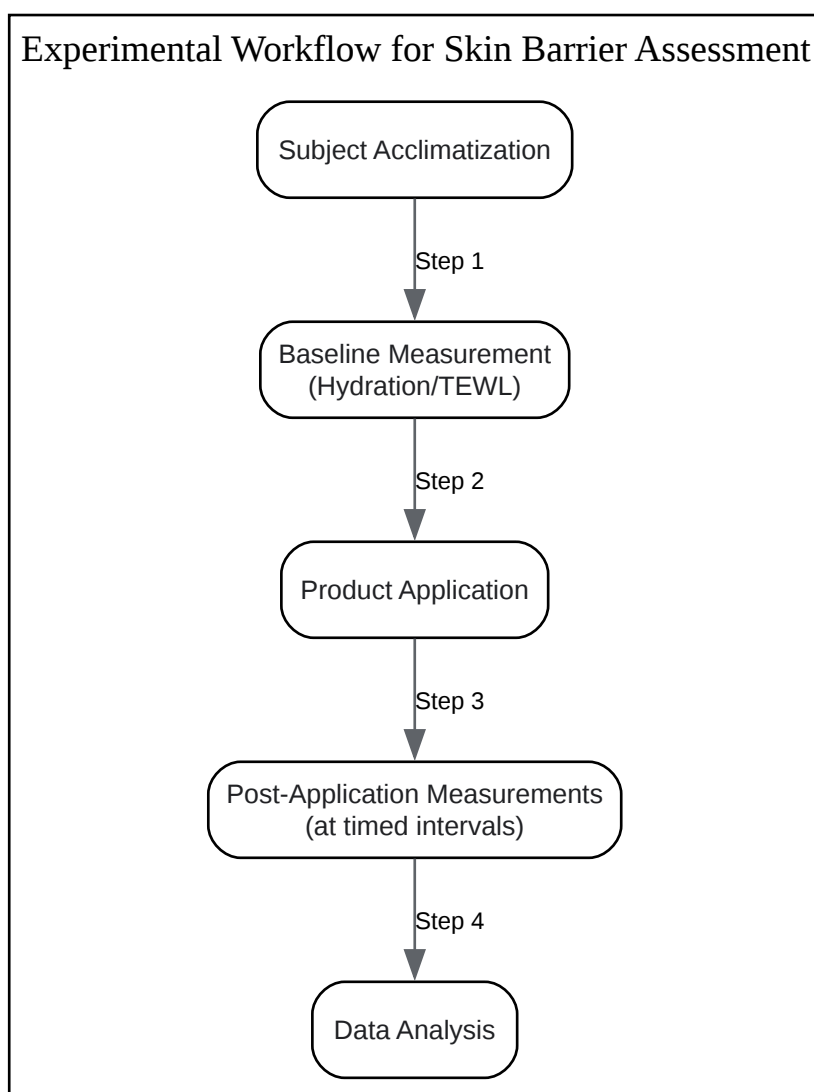 Experimental Workflow for Skin Barrier Assessment
Subject Acclimatization
Step 1
Baseline Measurement
(Hydration/TEWL)
Step 2
Product Application
Step 3
Post-Application Measurements
(at timed intervals)
Step 4
Data Analysis